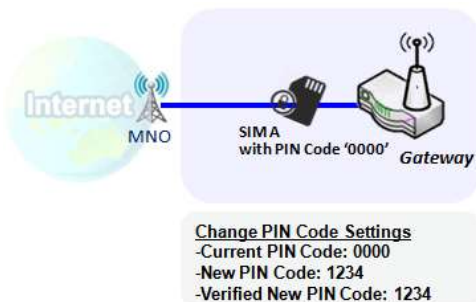 Internet
MNO
SIM A
with PIN Code ‘0000’
Gateway
Change PIN Code Settings
-Current PIN Code: 0000
-New PIN Code: 1234
-Verified New PIN Code: 1234